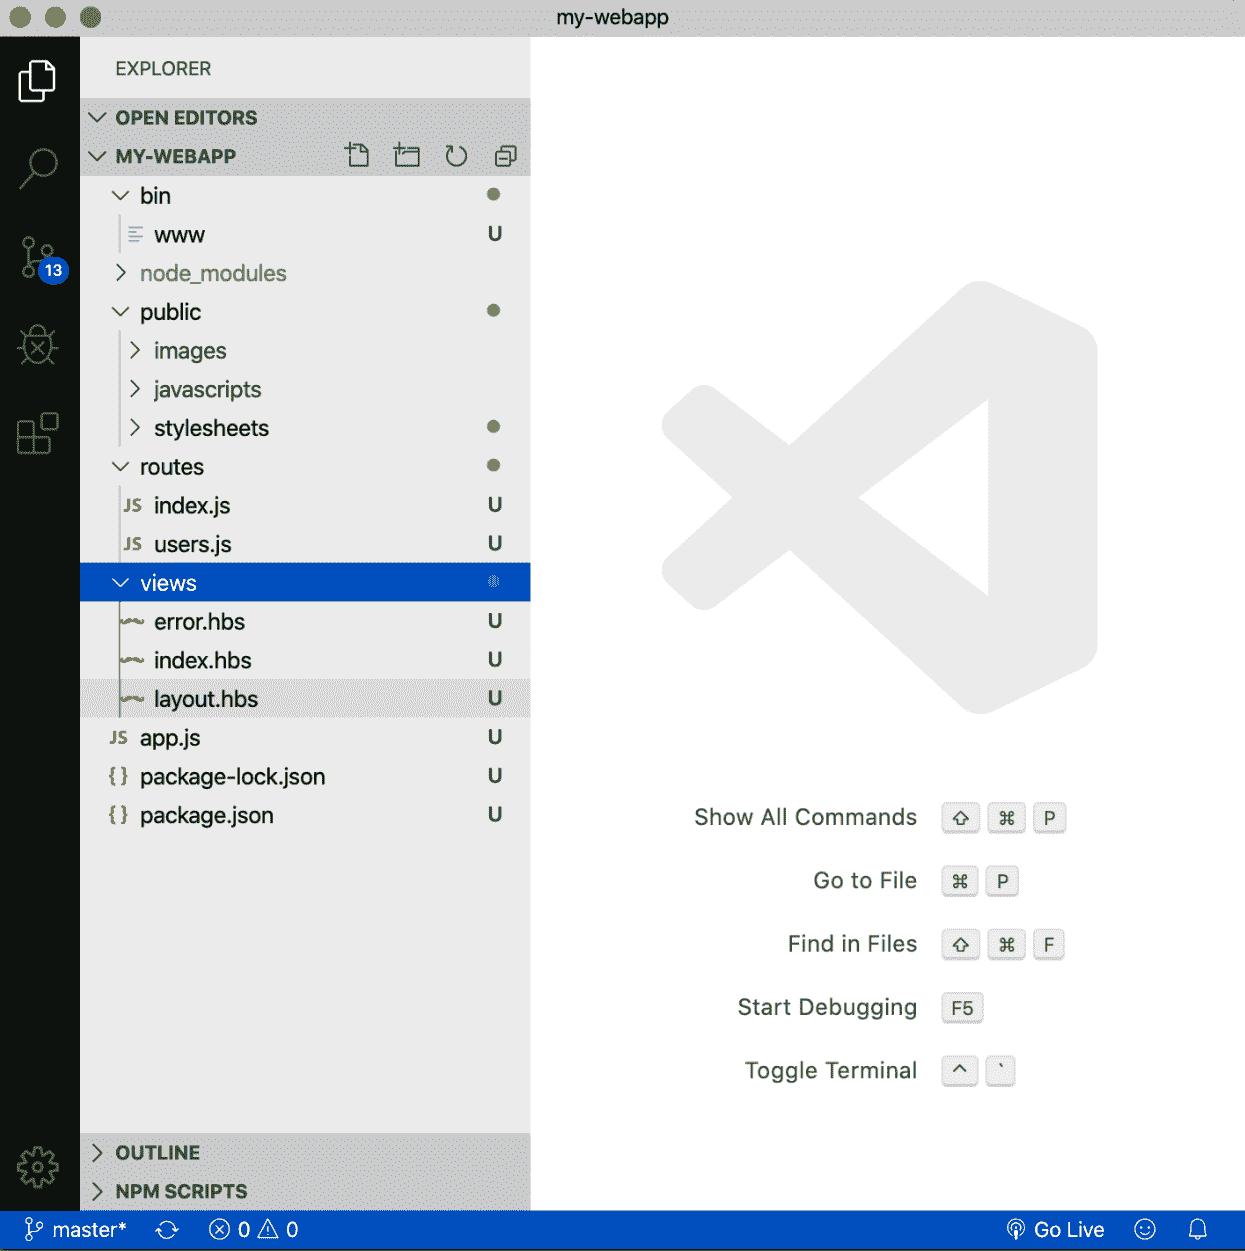 my-webapp
EXPLORER
OPEN EDITORS
MY-WEBAPP
bin
www U
13
node_modules
public
images
javascripts
stylesheets
routes
JS index.js U
JS users.js U
views
error.hbs U
index.hbs U
layout.hbs U
JS app.js U
{} package-lock.json U
{} package.json U
Show All Commands ⇧ ⌘ P
Go to File ⌘ P
Find in Files ⇧ ⌘ F
Start Debugging F5
Toggle Terminal ^ `
OUTLINE
NPM SCRIPTS
master* 0 0 Go Live